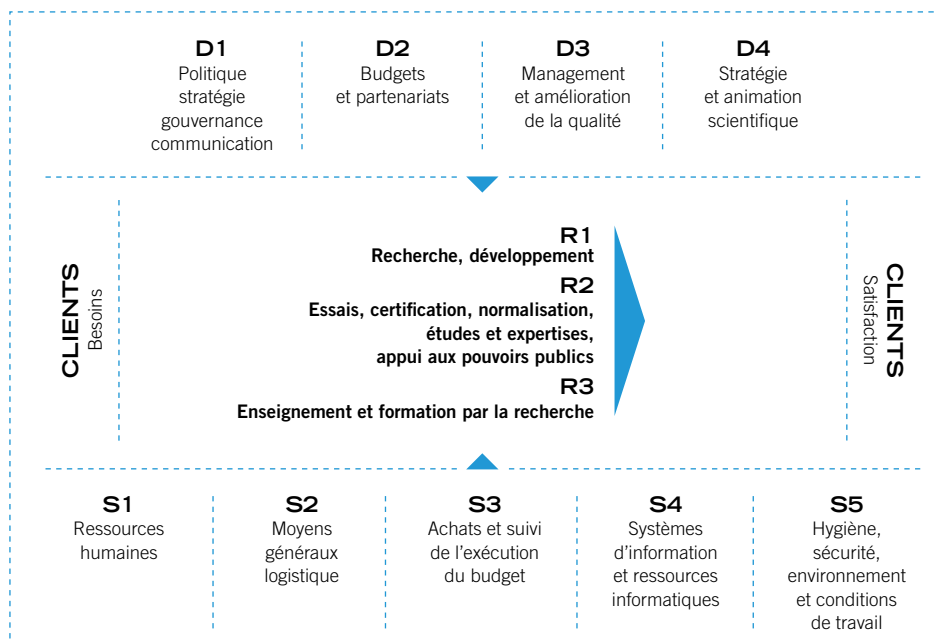 D1
Politique
stratégie
gouvernance
communication
D2
Budgets
et partenariats
D3
Management
et amélioration
de la qualité
D4
Stratégie
et animation
scientifique
CLIENTS
Besoins
R1
Recherche, développement
R2
Essais, certification, normalisation,
études et expertises,
appui aux pouvoirs publics
R3
Enseignement et formation par la recherche
CLIENTS
Satisfaction
S1
Ressources
humaines
S2
Moyens
généraux
logistique
S3
Achats et suivi
de l’exécution
du budget
S4
Systèmes
d’information
et ressources
informatiques
S5
Hygiène,
sécurité,
environnement
et conditions
de travail